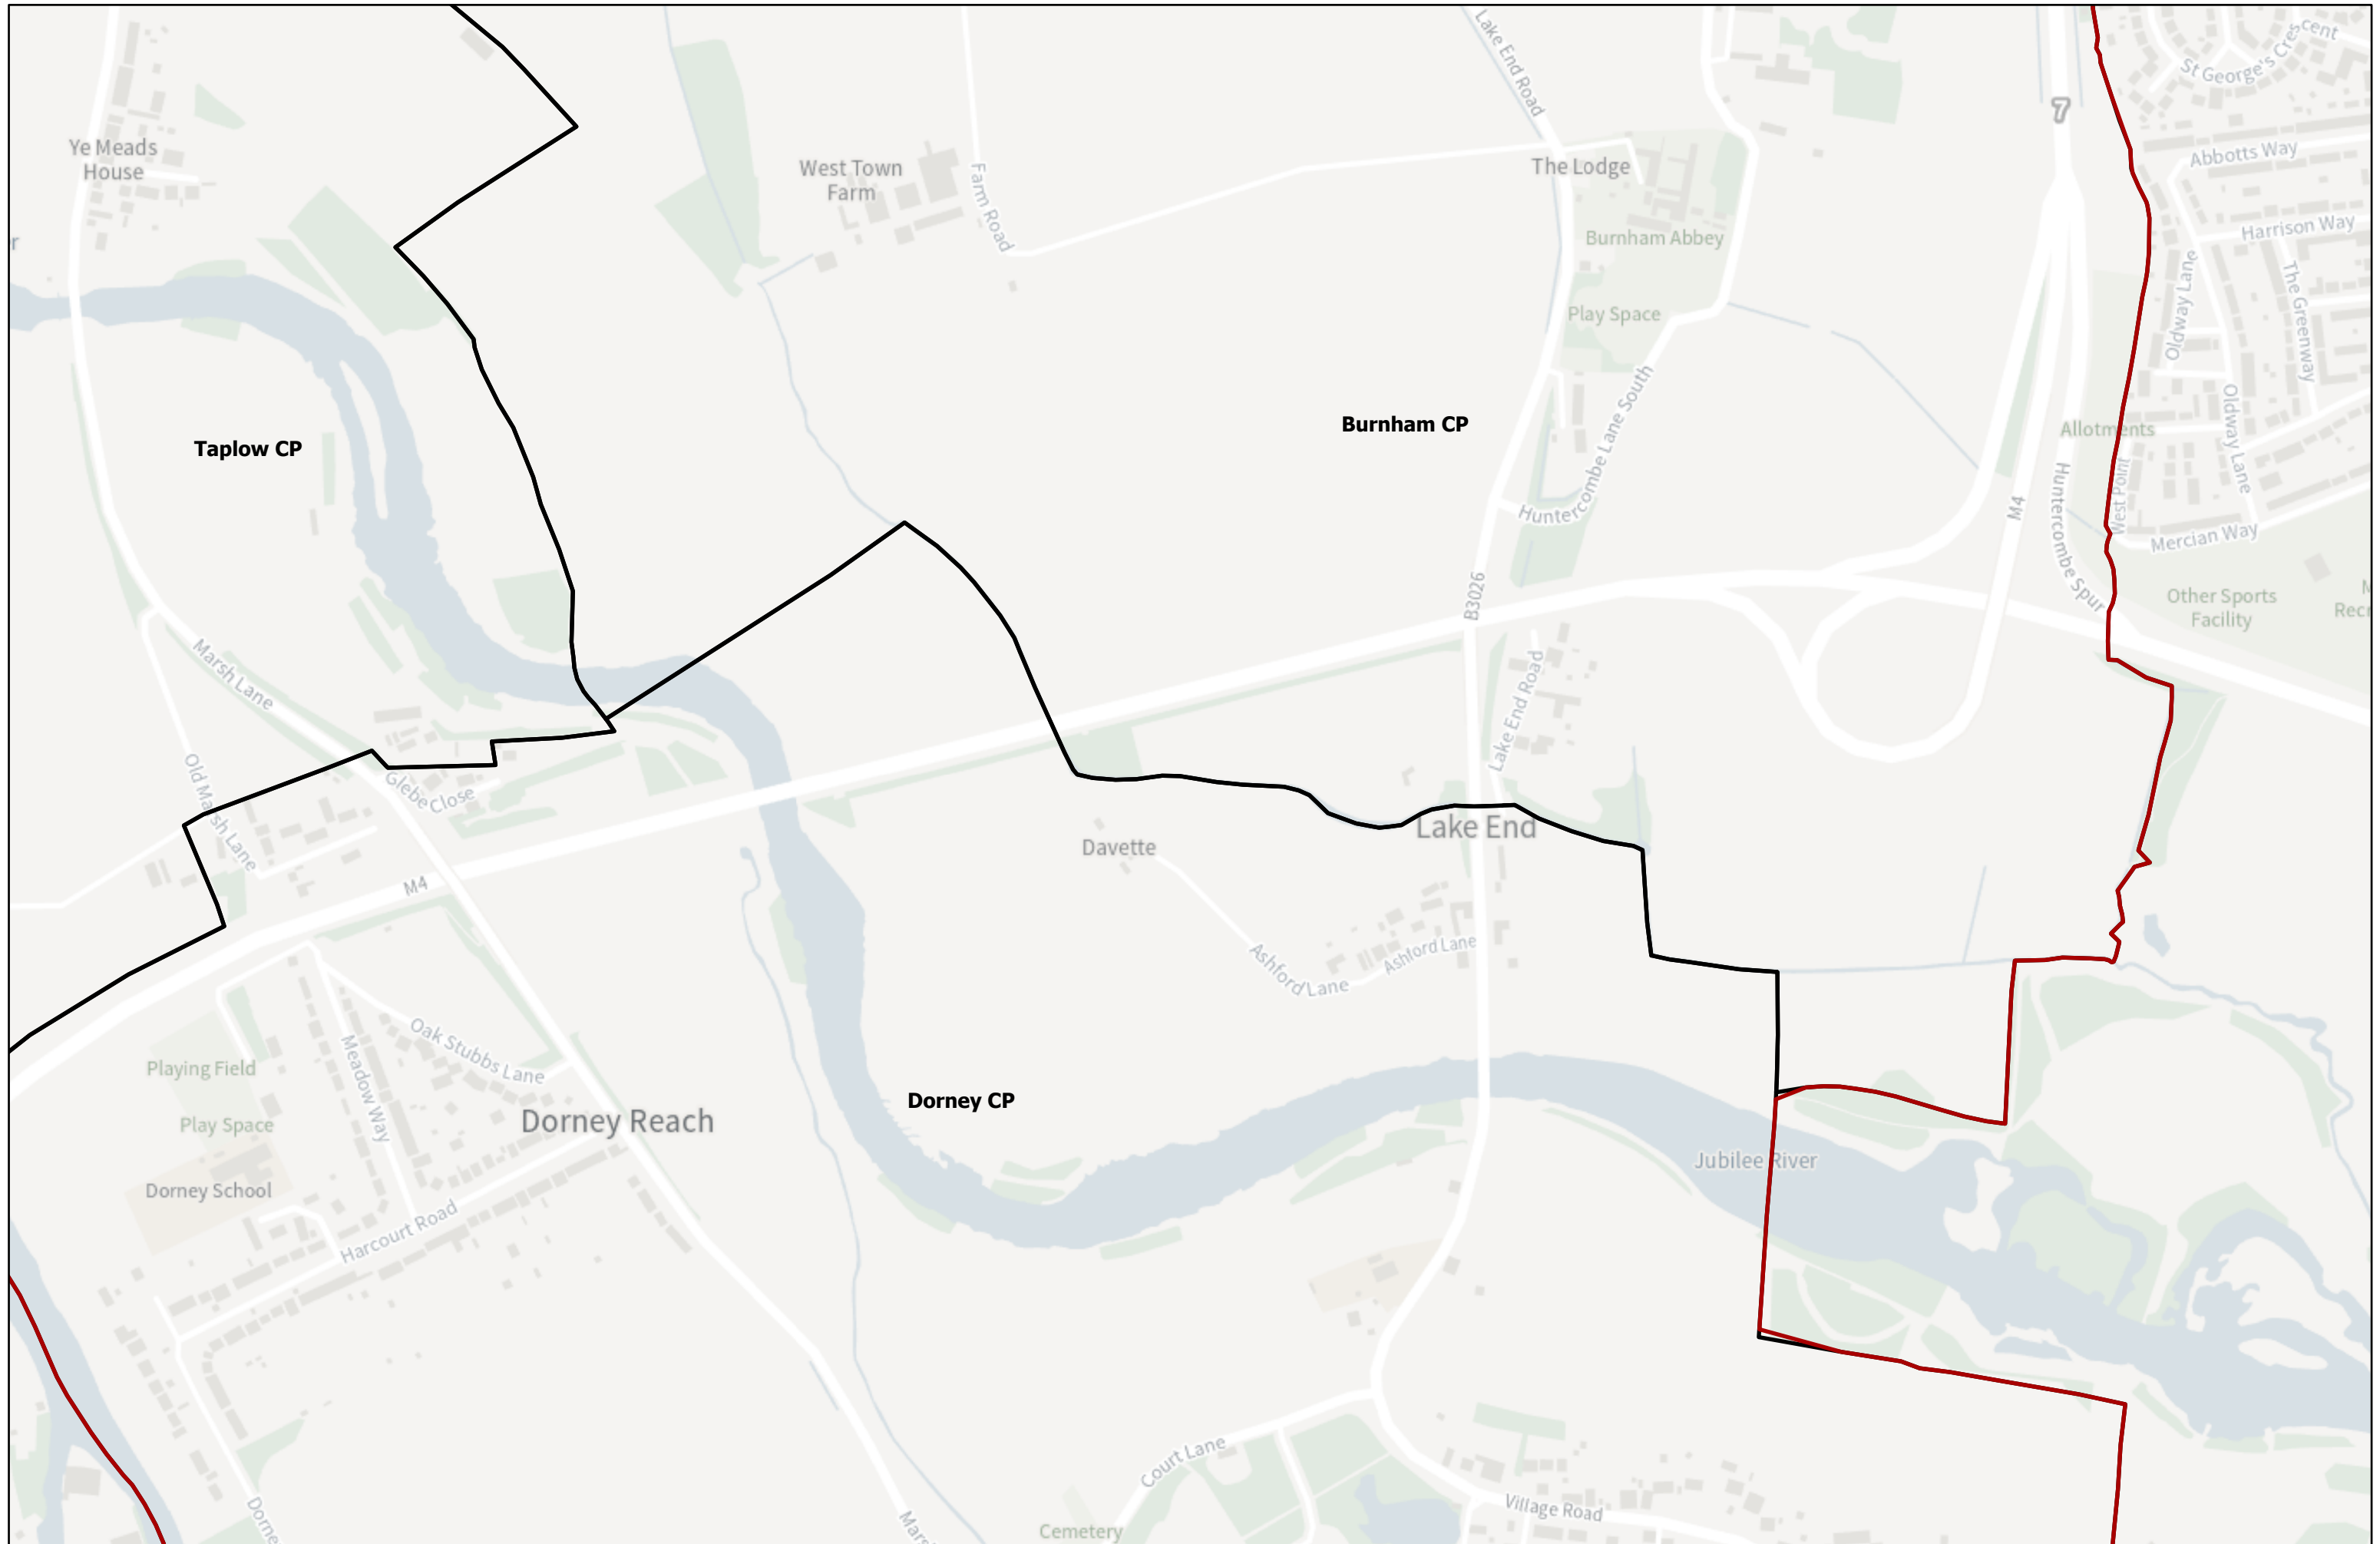 Lake End Road
St George's Crescent
7
Ye Meads
House
Abbotts Way
West Town
Farm
The Lodge
Farm Road
Harrison Way
Burnham Abbey
r
Oldway Lane
The Greenway
Play Space
Burnham CP
Taplow CP
Huntercombe Lane South
Allotments
Oldway Lane
West Point
M4
Huntercombe Spur
Mercian Way
B3026
Other Sports
Facility
M
Recr
Marsh Lane
Lake End Road
Old Marsh Lane
Glebe Close
Lake End
Davette
M4
Ashford Lane
Ashford Lane
Oak Stubbs Lane
Meadow Way
Playing Field
Play Space
Dorney Reach
Dorney CP
Jubilee River
Dorney School
Harcourt Road
Court Lane
Village Road
Dorne
Mars
Cemetery